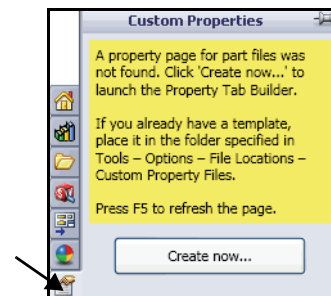 Custom Properties
A property page for part files was
not found. Click 'Create now...' to
launch the Property Tab Builder.
If you already have a template,
place it in the folder specified in
Tools – Options – File Locations –
Custom Property Files.
Press F5 to refresh the page.
Create now...